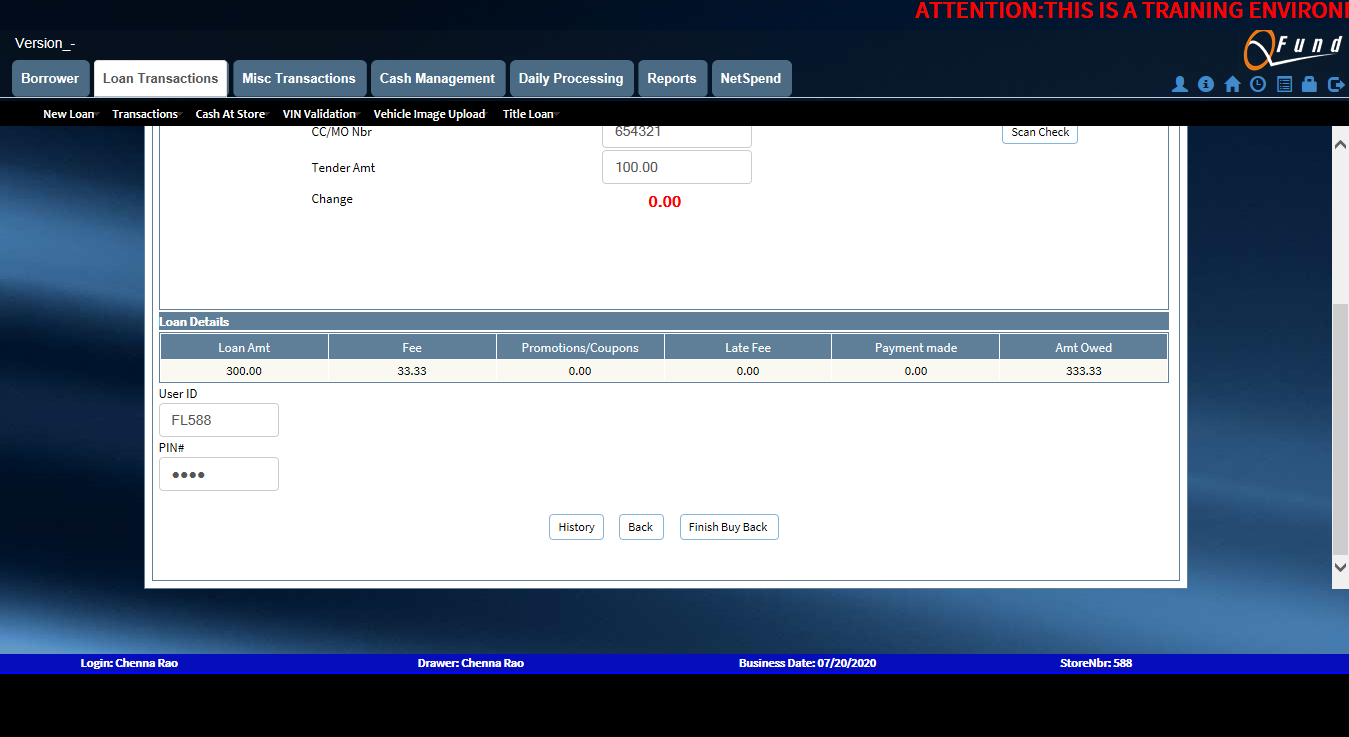 ATTENTION:THIS IS A TRAINING ENVIRON
Version_-
Fund
Borrower Loan Transactions Misc Transactions Cash Management Daily Processing Reports NetSpend
New Loan Transactions Cash At Store VIN Validation Vehicle Image Upload Title Loan
CC/MO Nbr 654321 Scan Check
Tender Amt 100.00
Change 0.00
Loan Details
Loan Amt Fee Promotions/Coupons Late Fee Payment made Amt Owed
300.00 33.33 0.00 0.00 0.00 333.33
User ID
FL588
PIN#
••••
History Back Finish Buy Back
Login: Chenna Rao Drawer: Chenna Rao Business Date: 07/20/2020 StoreNbr: 588